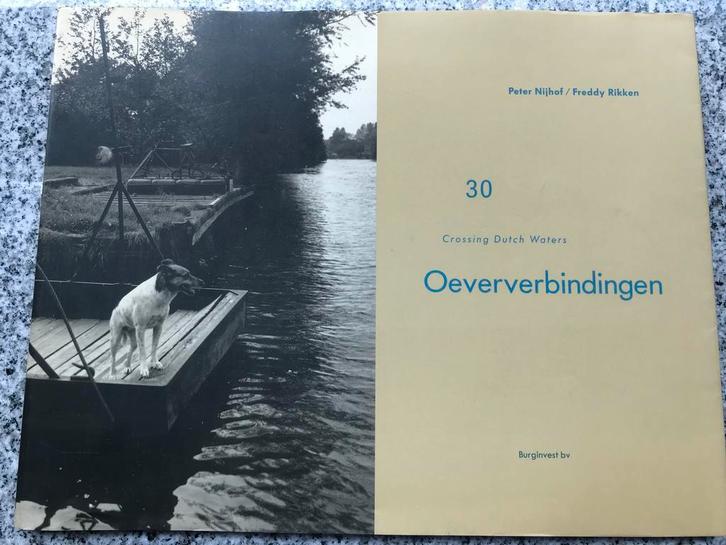 Peter Nijhof / Freddy Rikken
30
Crossing Dutch Waters
Oeververbindingen
Burginvest bv